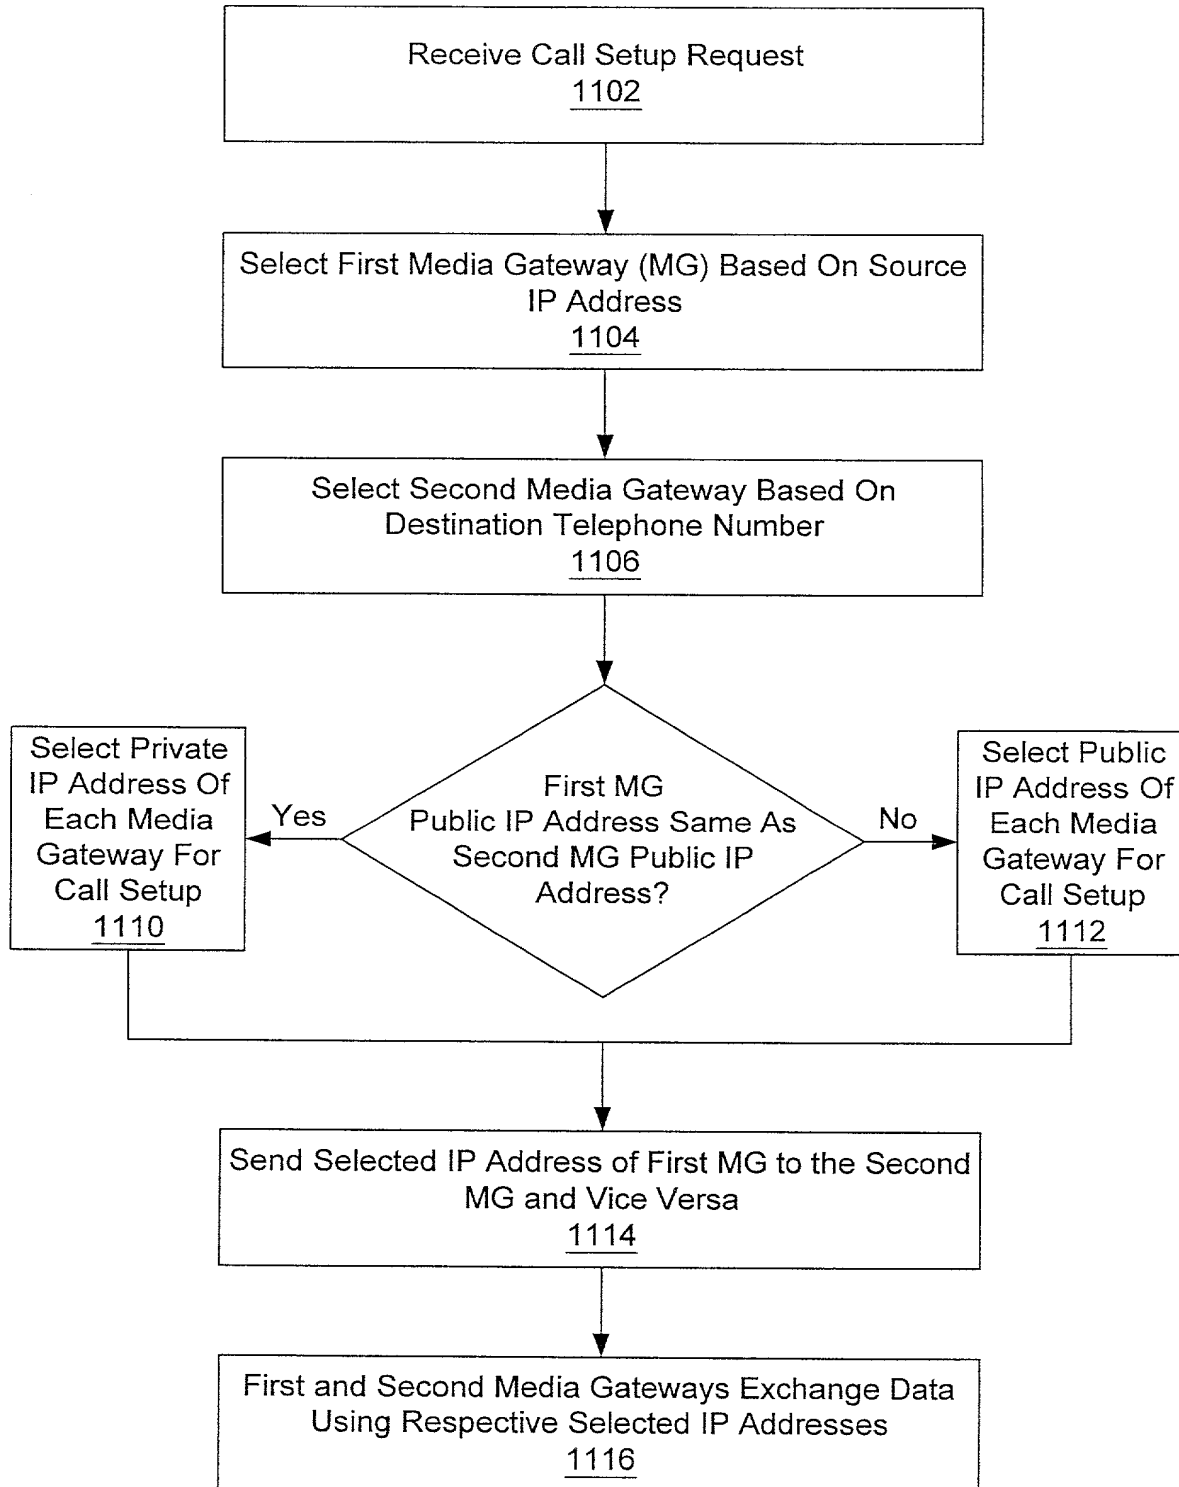 Receive Call Setup Request
1102
Select First Media Gateway (MG) Based On Source
IP Address
1104
Select Second Media Gateway Based On
Destination Telephone Number
1106
First MG
Public IP Address Same As
Second MG Public IP
Address?
Yes
No
Select Private
IP Address Of
Each Media
Gateway For
Call Setup
1110
Select Public
IP Address Of
Each Media
Gateway For
Call Setup
1112
Send Selected IP Address of First MG to the Second
MG and Vice Versa
1114
First and Second Media Gateways Exchange Data
Using Respective Selected IP Addresses
1116